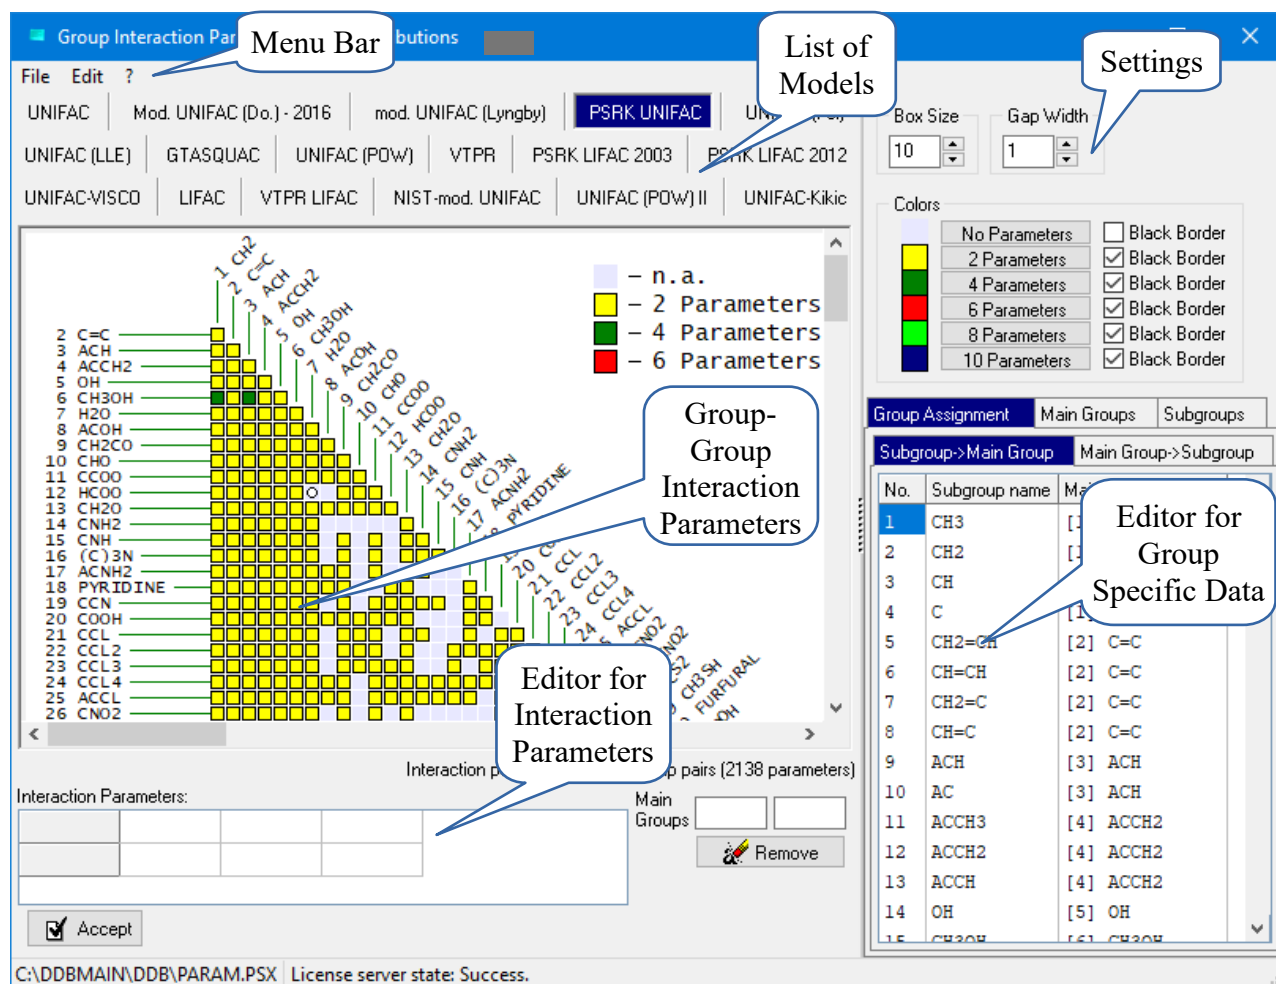 Group Interaction Par
butions
Menu Bar
List of
Models
Settings
File Edit ?
UNIFAC Mod. UNIFAC (Do.) - 2016 mod. UNIFAC (Lyngby) PSRK UNIFAC
UNIFAC (LLE) GTASQUAC UNIFAC (POW) VTPR PSRK LIFAC 2003 PSRK LIFAC 2012
UNIFAC-VISCO LIFAC VTPR LIFAC NIST-mod. UNIFAC UNIFAC (POW) II UNIFAC-Kikic
Box Size
10
Gap Width
1
Colors
No Parameters Black Border
2 Parameters Black Border
4 Parameters Black Border
6 Parameters Black Border
8 Parameters Black Border
10 Parameters Black Border
– n.a.
– 2 Parameters
– 4 Parameters
– 6 Parameters
1 CH2
2 C=C
3 ACH
4 ACCH2
5 OH
6 CH3OH
7 H2O
8 ACOH
9 CH2CO
10 CHO
11 CCOO
12 HCOO
13 CH2O
14 CNH2
15 CNH
16 (C)3N
17 ACNH2
18 PYRIDINE
20
21 CCL
22 CCL2
23 CCL3
24 CCL4
ACCL
CH3SH
FURFURAL
2 C=C
3 ACH
4 ACCH2
5 OH
6 CH3OH
7 H2O
8 ACOH
9 CH2CO
10 CHO
11 CCOO
12 HCOO
13 CH2O
14 CNH2
15 CNH
16 (C)3N
17 ACNH2
18 PYRIDINE
19 CCN
20 COOH
21 CCL
22 CCL2
23 CCL3
24 CCL4
25 ACCL
26 CNO2
Group-
Group
Interaction
Parameters
Editor for
Interaction
Parameters
Group Assignment Main Groups Subgroups
Subgroup->Main Group Main Group->Subgroup
No. Subgroup name
1 CH3
2 CH2
3 CH
4 C
5 CH2=CH [2] C=C
6 CH=CH [2] C=C
7 CH2=C [2] C=C
8 CH=C [2] C=C
9 ACH [3] ACH
10 AC [3] ACH
11 ACCH3 [4] ACCH2
12 ACCH2 [4] ACCH2
13 ACCH [4] ACCH2
14 OH [5] OH
15 CH3OH [6] CH3OH
Editor for
Group
Specific Data
Interaction p
pairs (2138 parameters)
Interaction Parameters:
Main
Groups
Remove
Accept
C:\DDBMAIN\DDB\PARAM.PSX License server state: Success.